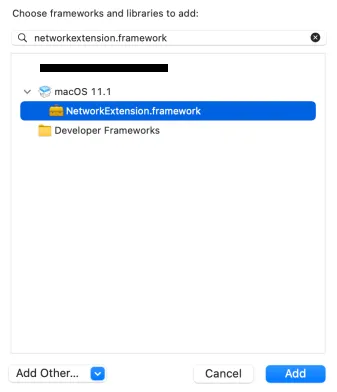 Choose frameworks and libraries to add:
networkextension.framework
macOS 11.1
NetworkExtension.framework
Developer Frameworks
Add Other...
Cancel
Add